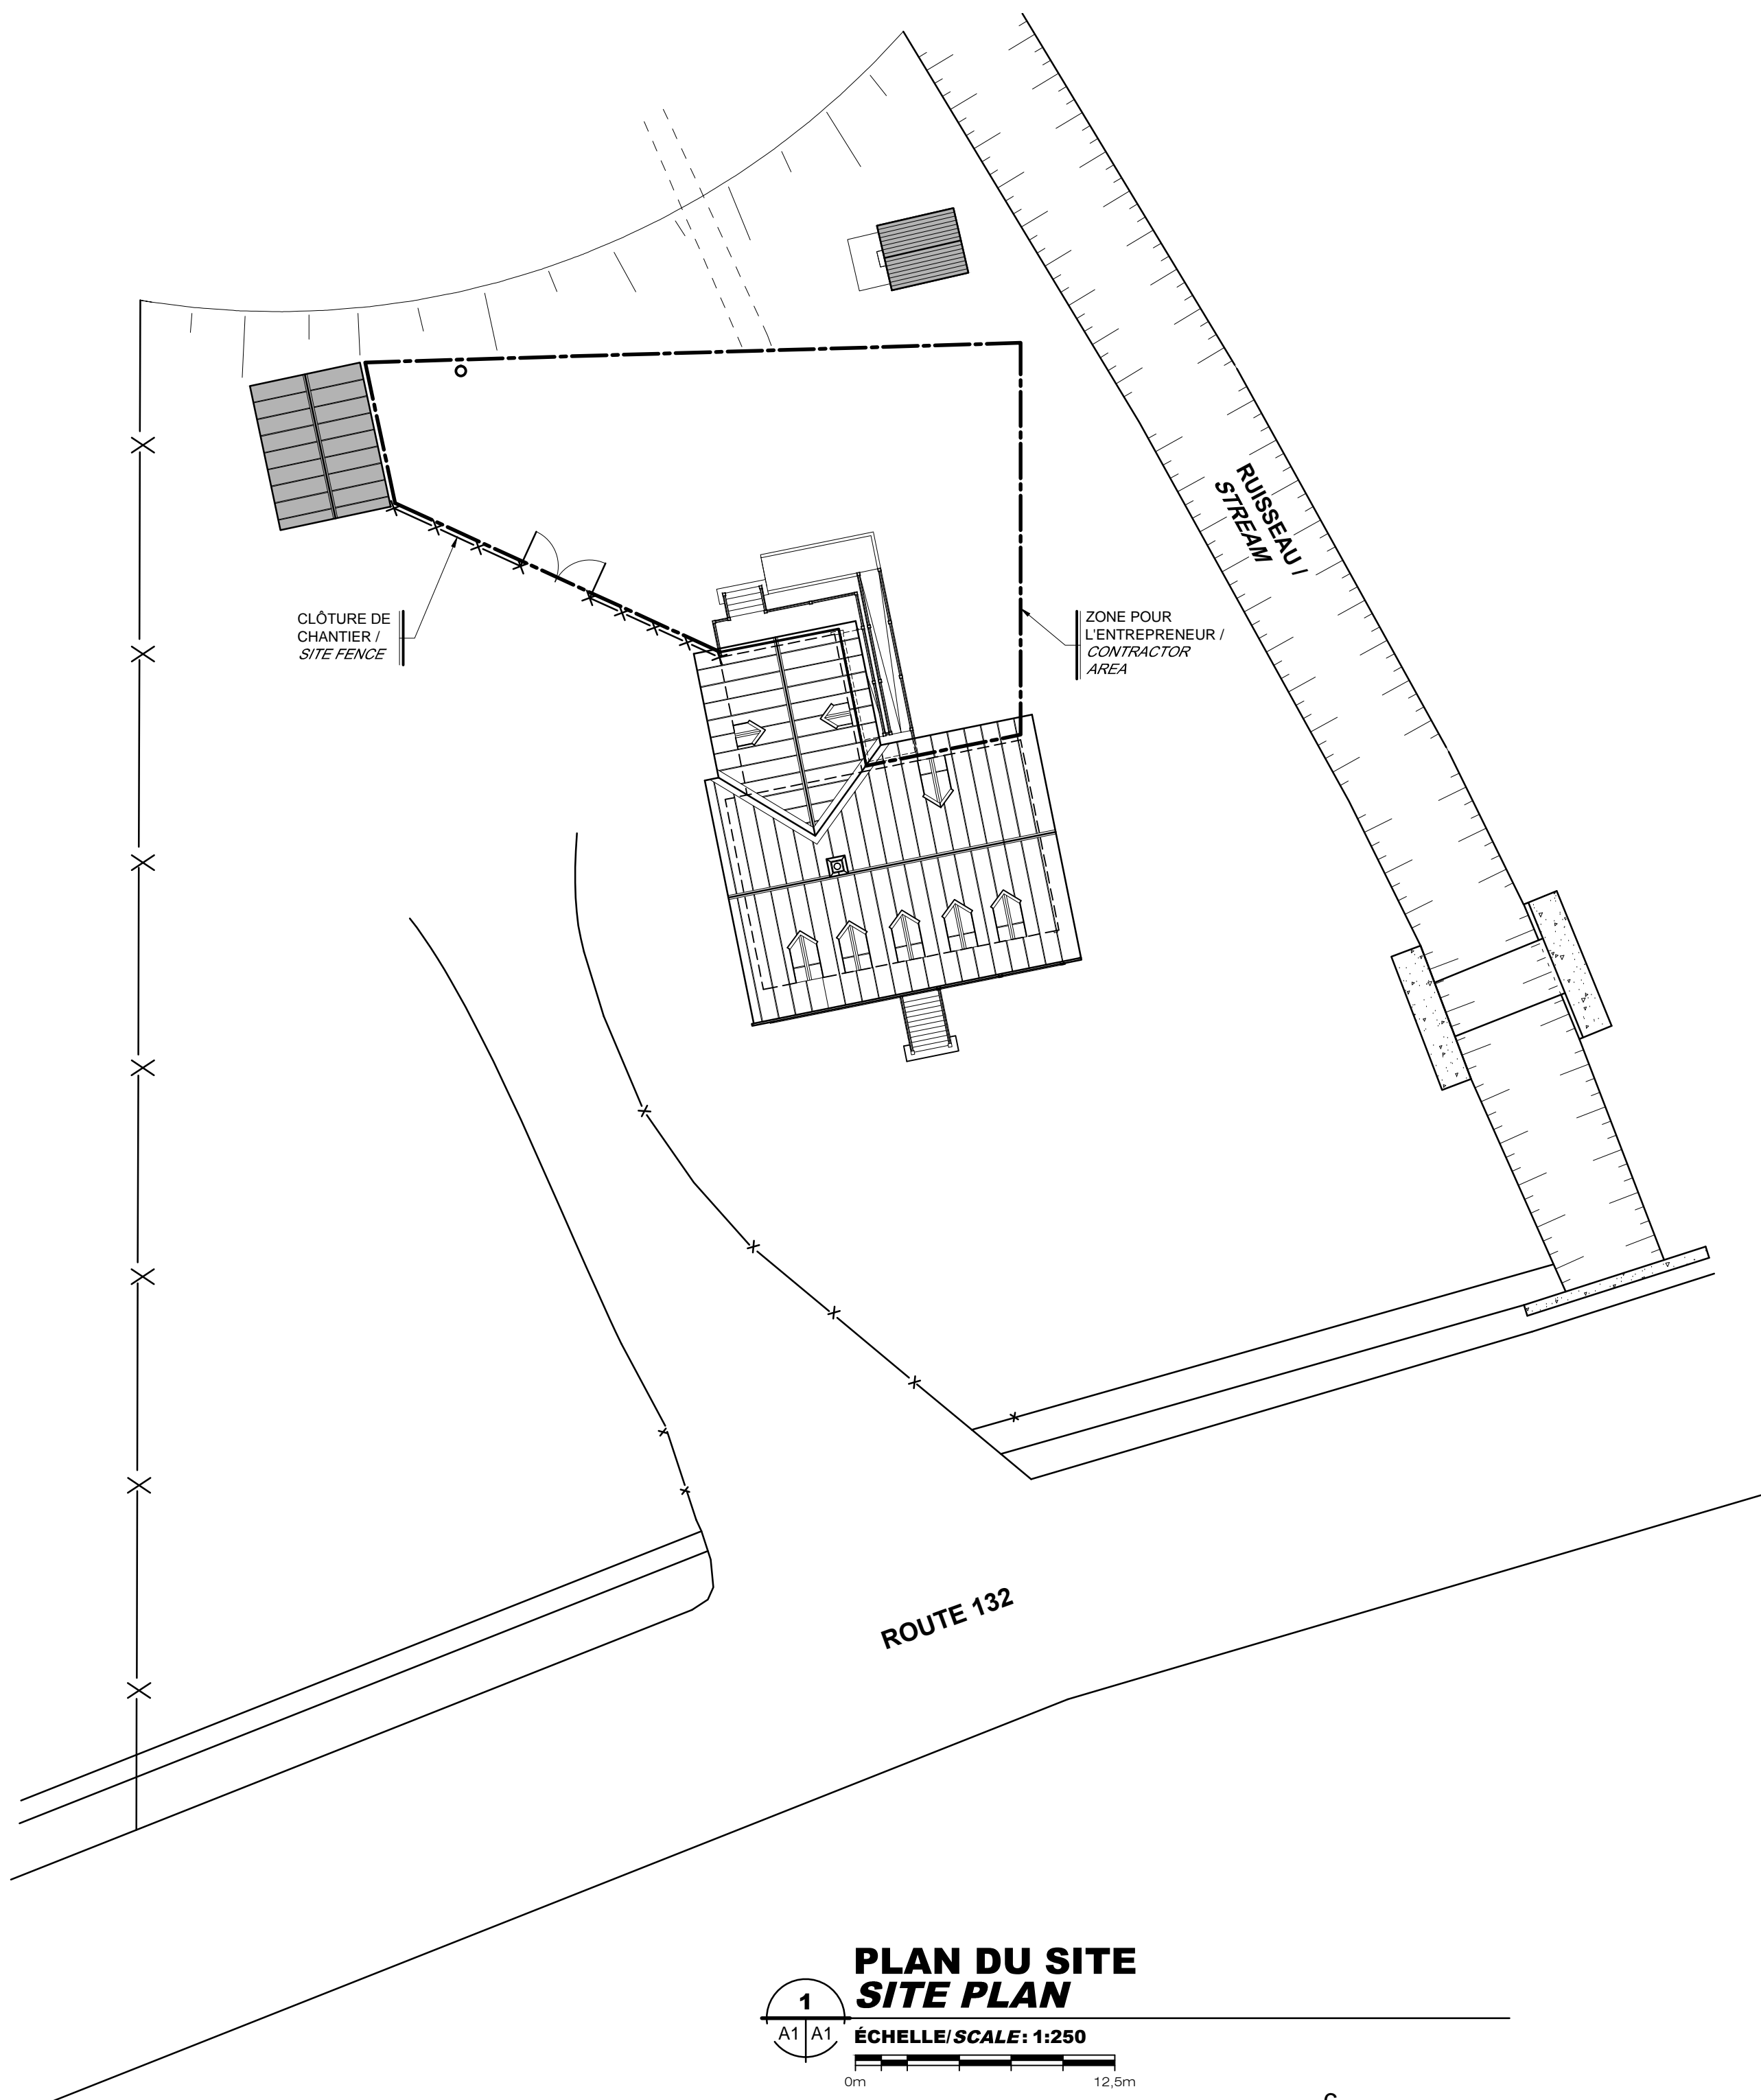 RUISSEAU /
STREAM
CLÔTURE DE
CHANTIER /
SITE FENCE
ZONE POUR
L'ENTREPRENEUR /
CONTRACTOR
AREA
ROUTE 132
PLAN DU SITE
SITE PLAN
1
A1 A1
ÉCHELLE/SCALE: 1:250
0m 12,5m